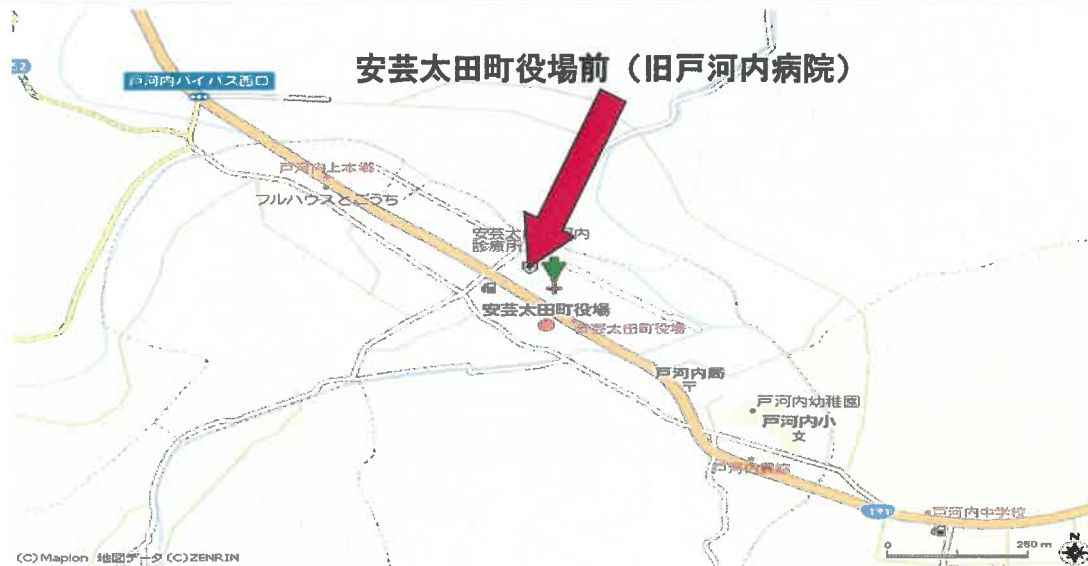 安芸太田町役場前（旧戸河内病院）
戸河内バイパス西口
戸河内上本郷
フルハウスとごうち
診療所
安芸太田町役場
安芸太田町役場
戸河内局
戸河内幼稚園
戸河内小
文
191
戸河内中学校
0 250 m
N
(C)Mapion 地図データ (C)ZENRIN